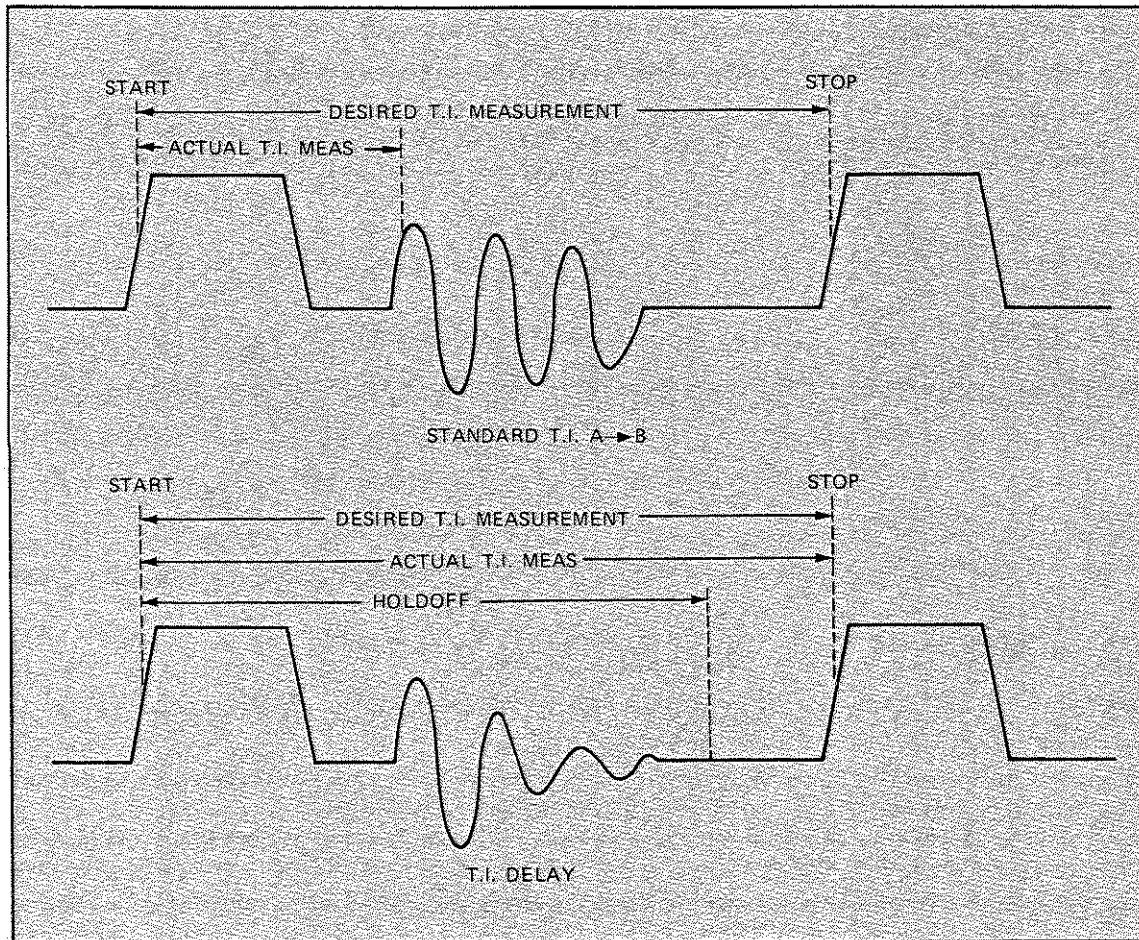 START
STOP
DESIRED T.I. MEASUREMENT
ACTUAL T.I. MEAS
STANDARD T.I. A→B
START
STOP
DESIRED T.I. MEASUREMENT
ACTUAL T.I. MEAS
HOLDOFF
T.I. DELAY